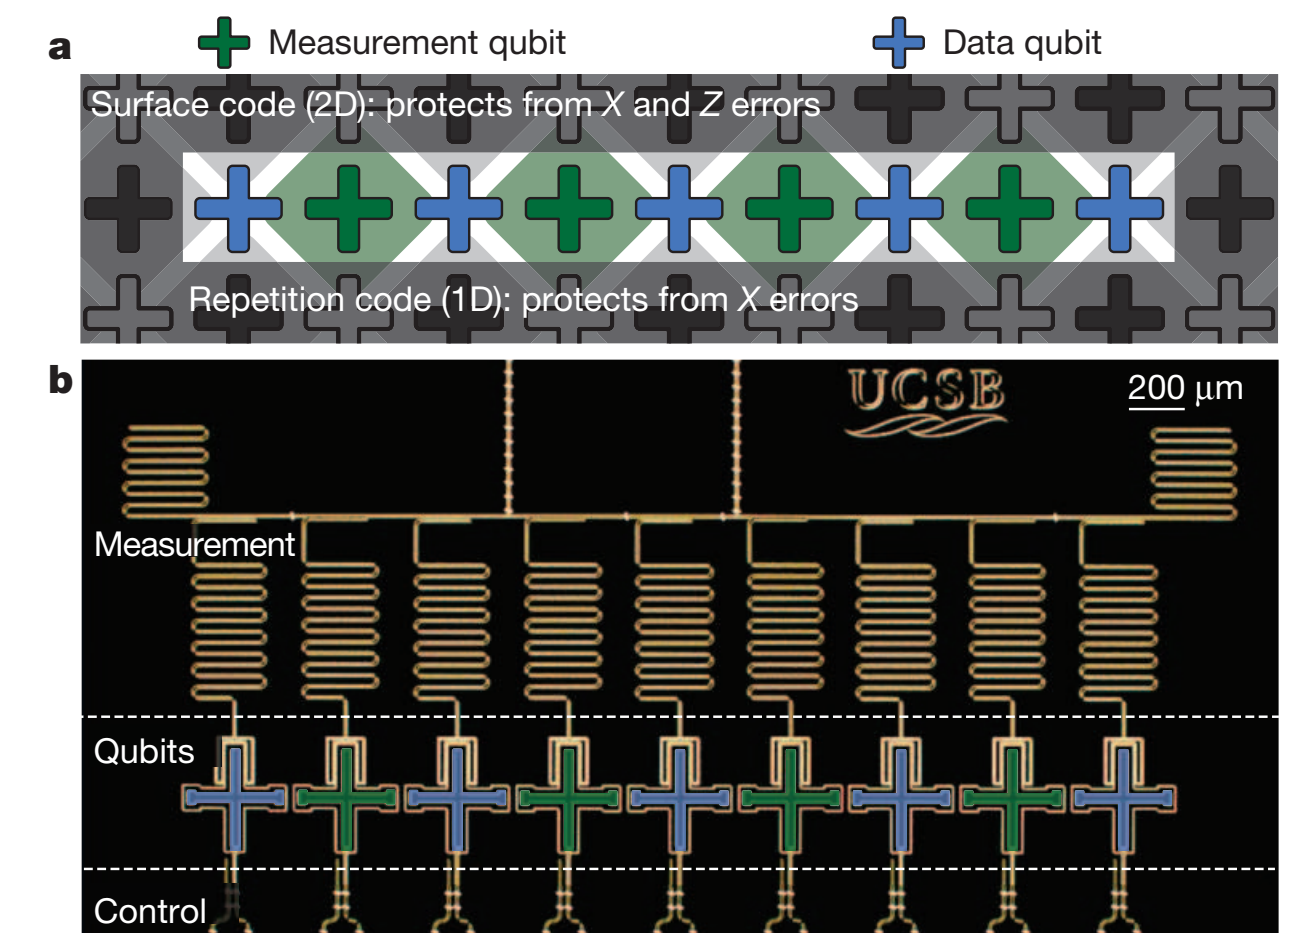 a
Measurement qubit
Data qubit
Surface code (2D): protects from X and Z errors
Repetition code (1D): protects from X errors
b
UCSB
200 μm
Measurement
Qubits
Control